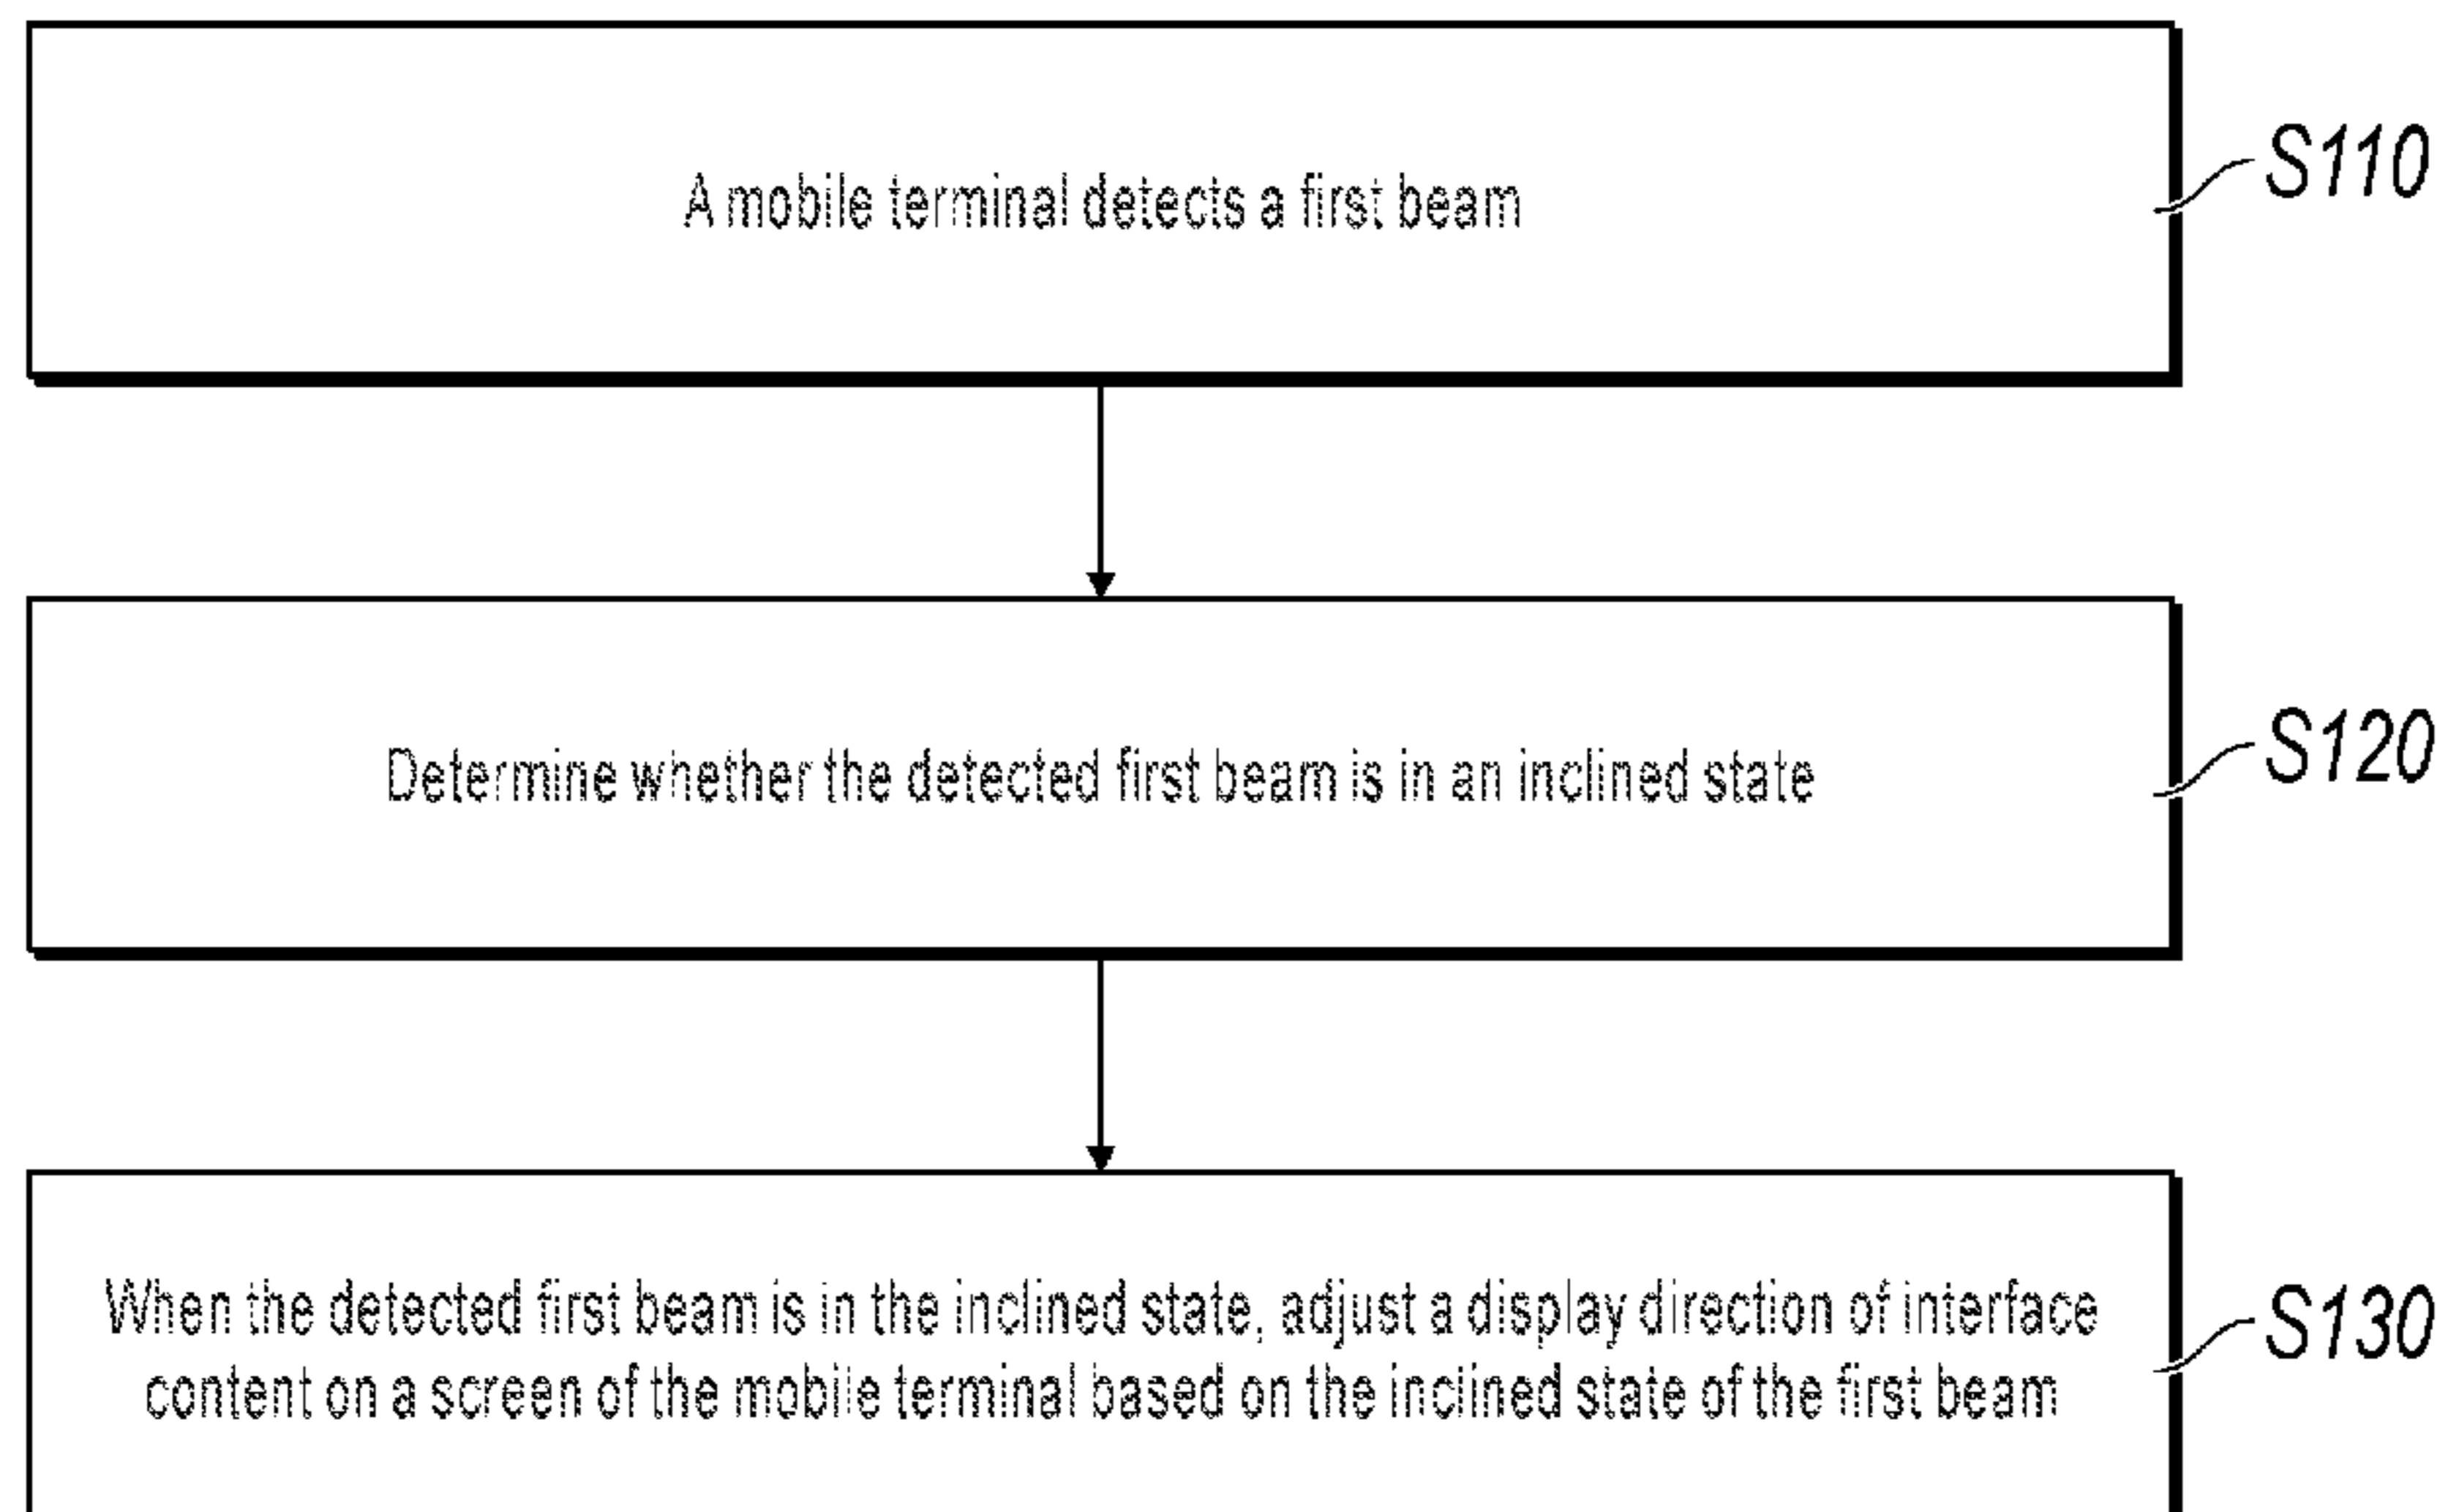 A mobile terminal detects a first beam
S110
Determine whether the detected first beam is in an inclined state
S120
When the detected first beam is in the inclined state, adjust a display direction of interface
content on a screen of the mobile terminal based on the inclined state of the first beam
S130